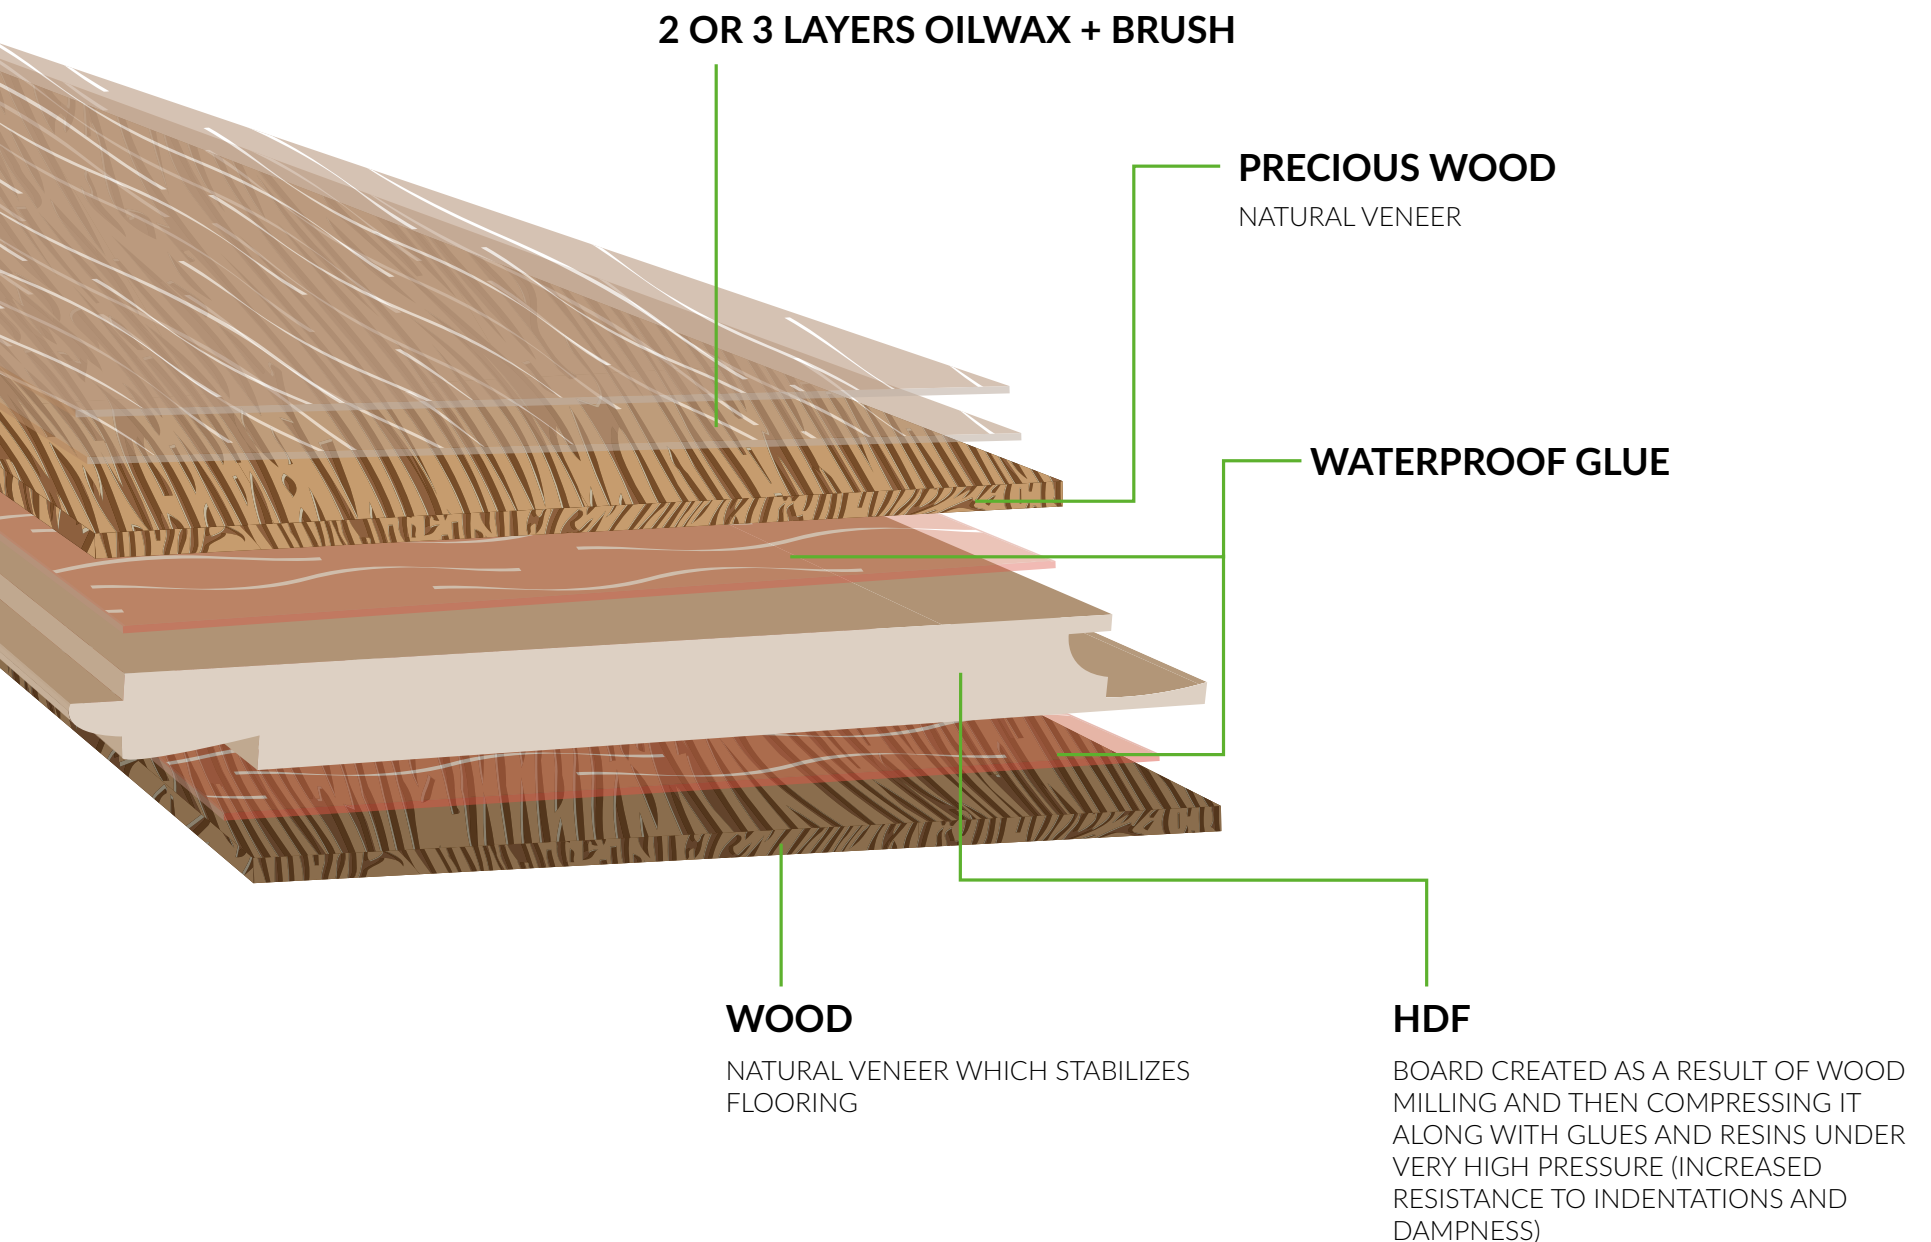 2 OR 3 LAYERS OILWAX + BRUSH
PRECIOUS WOOD
NATURAL VENEER
WATERPROOF GLUE
WOOD
NATURAL VENEER WHICH STABILIZES
FLOORING
HDF
BOARD CREATED AS A RESULT OF WOOD
MILLING AND THEN COMPRESSING IT
ALONG WITH GLUES AND RESINS UNDER
VERY HIGH PRESSURE (INCREASED
RESISTANCE TO INDENTATIONS AND
DAMPNESS)